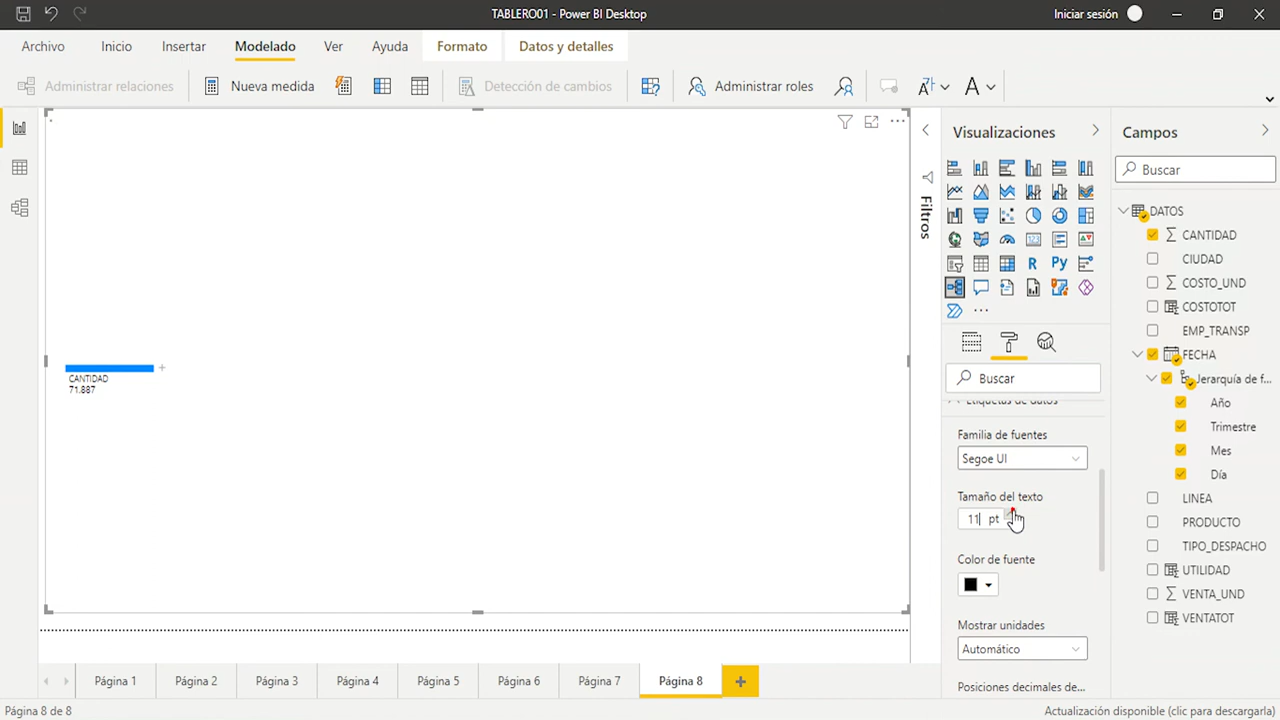 TABLERO01 - Power BI Desktop
Iniciar sesión
Archivo
Inicio
Insertar
Modelado
Ver
Ayuda
Formato
Datos y detalles
Administrar relaciones
Nueva medida
Detección de cambios
Administrar roles
CANTIDAD
71.887
Filtros
Visualizaciones
R
Py
Buscar
Etiquetas de datos
Familia de fuentes
Segoe UI
Tamaño del texto
11 pt
Color de fuente
Mostrar unidades
Automático
Posiciones decimales de...
Campos
Buscar
DATOS
CANTIDAD
CIUDAD
COSTO_UND
COSTOTOT
EMP_TRANSP
FECHA
Jerarquía de f...
Año
Trimestre
Mes
Día
LINEA
PRODUCTO
TIPO_DESPACHO
UTILIDAD
VENTA_UND
VENTATOT
Página 1
Página 2
Página 3
Página 4
Página 5
Página 6
Página 7
Página 8
Página 8 de 8
Actualización disponible (clic para descargarla)